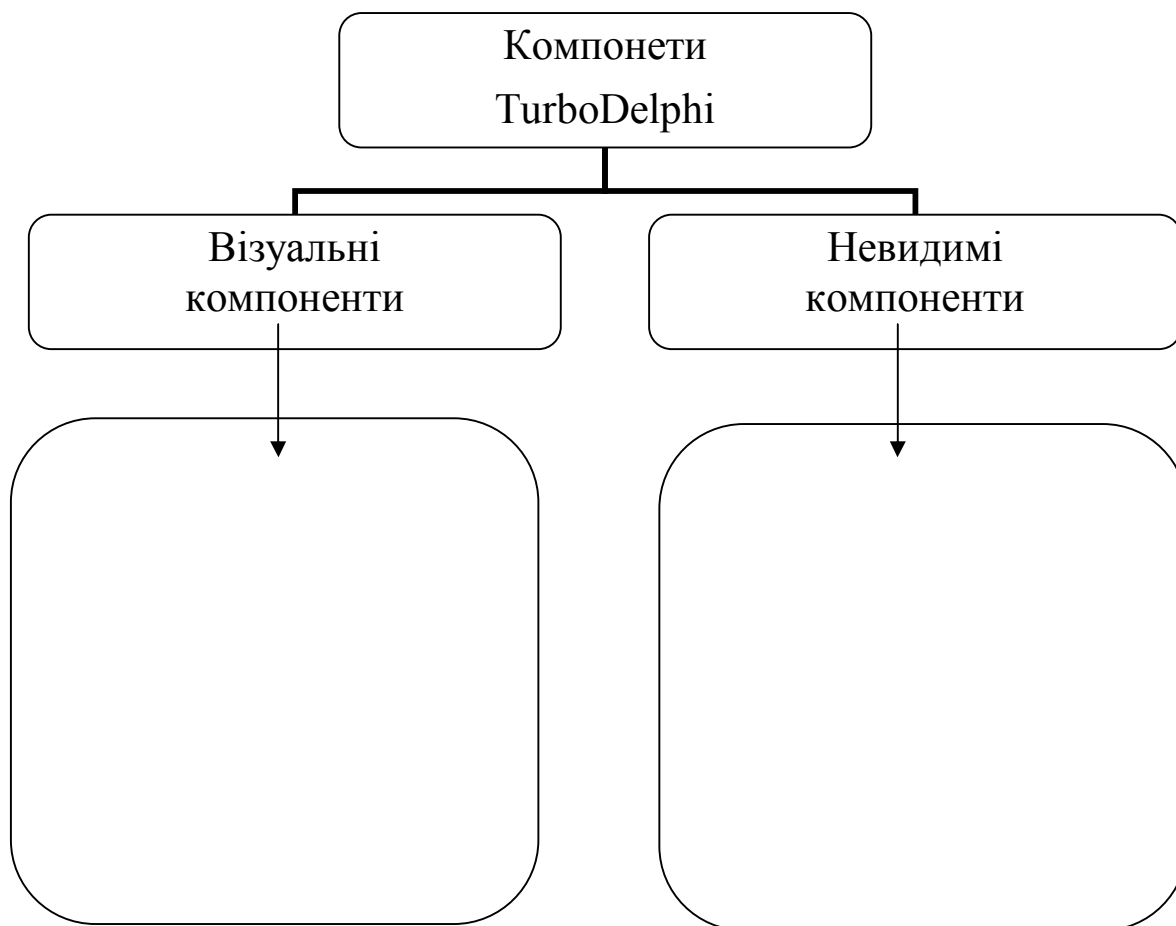 Компонети
TurboDelphi
Візуальні
компоненти
Невидимі
компоненти